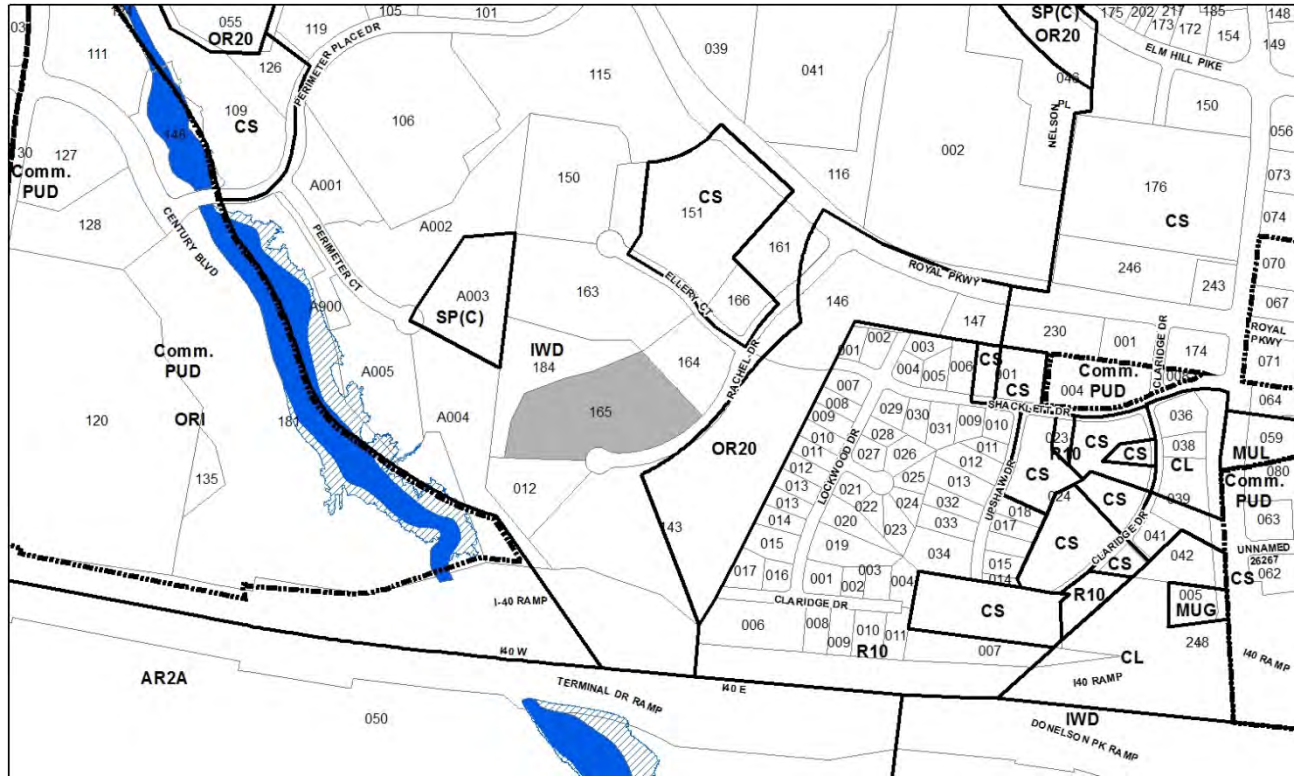 055
OR20
119
105
101
PERIMETER PLACE DR
126
111
109
CS
148
106
115
039
041
SP(C)
OR20
046
175
202
217
173
172
185
154
148
149
ELM HILL PIKE
150
NELSON PL
002
056
073
074
127
Comm.
PUD
128
CENTURY BLVD
A001
A002
PERIMETER CT
150
CS
151
116
161
176
CS
246
243
070
067
ROYAL PKWY
071
A900
A003
SP(C)
163
ELLERY CT
166
146
ROYAL PKWY
147
230
001
CLARIDGE DR
174
008
Comm.
PUD
ORI
120
135
181
A005
A004
IWD
184
164
165
RACHEL DR
012
143
OR20
001
002
003
004
005
006
CS
001
CS
Comm.
PUD
004
SHACKLETT DR
064
007
008
009
010
011
012
013
013
014
015
017
016
LOCKWOOD DR
029
030
031
009
010
028
027
026
011
012
025
013
021
022
024
032
023
033
020
019
034
UPSHAW DR
018
017
015
014
023
R10
CS
CS
CS
024
CS
CS
CS
036
038
CL
039
041
042
CLARIDGE DR
MUL
059
080
Comm.
PUD
063
UNNAMED
26267
CS
062
001
002
003
004
CLARIDGE DR
006
008
009
010
011
R10
CS
007
R10
005
MUG
248
CL
I40 RAMP
I40 RAMP
I-40 RAMP
I40 W
I40 E
AR2A
050
TERMINAL DR RAMP
IWD
DONELSON PK RAMP